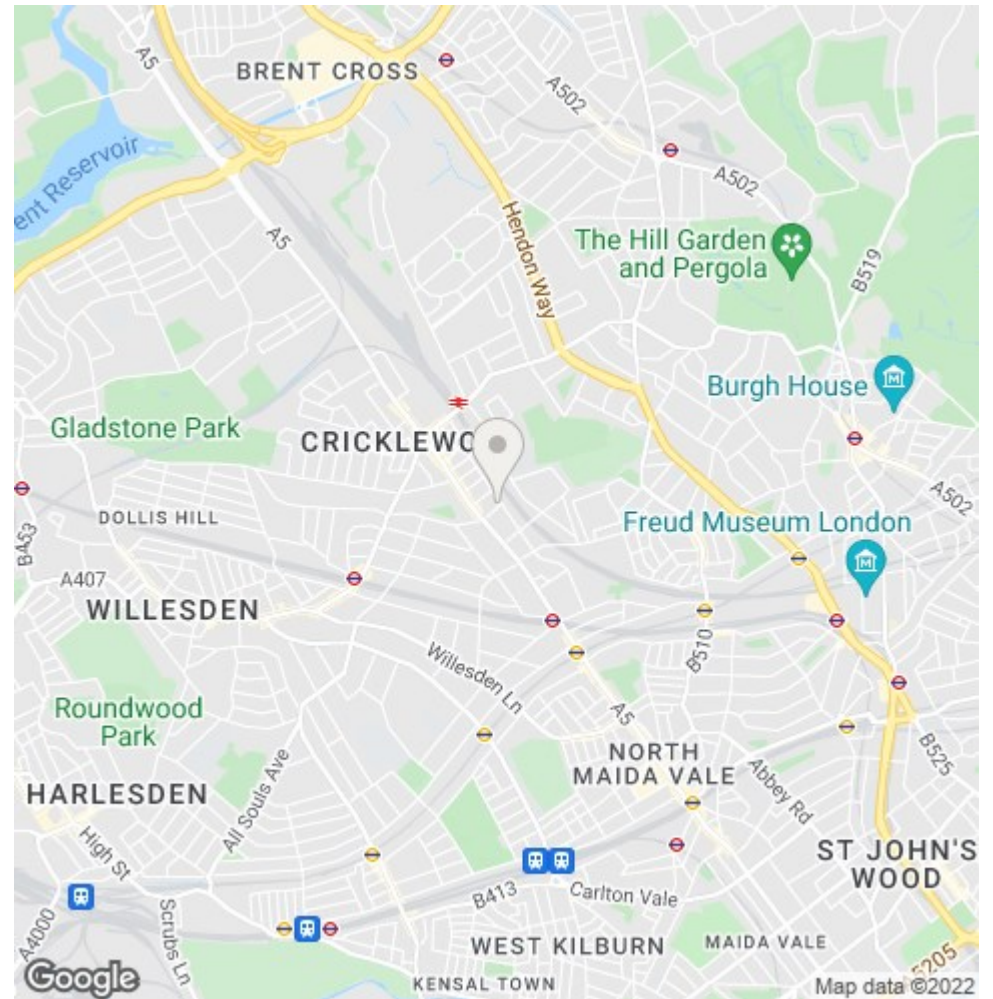 BRENT CROSS
A5
A502
ent Reservoir
A502
A5
Hendon Way
The Hill Garden
and Pergola
B519
Burgh House
Gladstone Park
CRICKLEWO
A502
DOLLIS HILL
Freud Museum London
B453
A407
WILLESDEN
B510
Willesden Ln
Roundwood
Park
A5
NORTH
MAIDA VALE
B525
HARLESDEN
All Souls Ave
Abbey Rd
High St
ST JOHN'S
WOOD
B413
Carlton Vale
A4000
Scrubs Ln
WEST KILBURN
MAIDA VALE
5205
Google
KENSAL TOWN
Map data ©2022